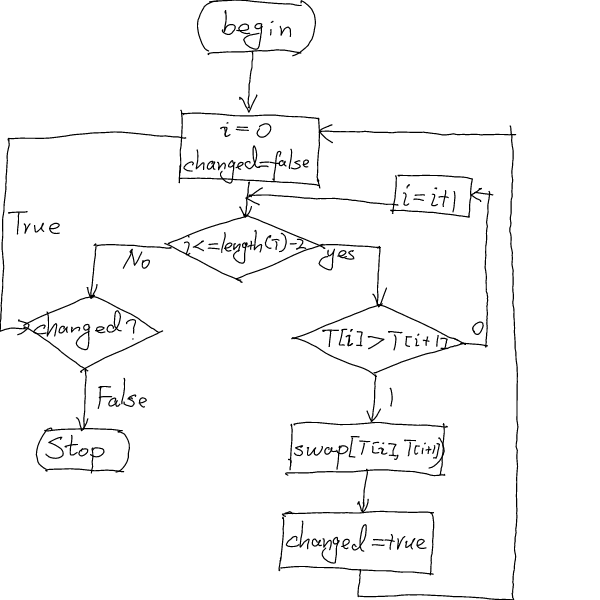 begin
i = 0
changed=false
i=i+1
True
i<=length(T)-2
No
yes
changed?
T[i]>T[i+1]
0
False
1
Stop
swap[T[i],T[i+1])
changed=true